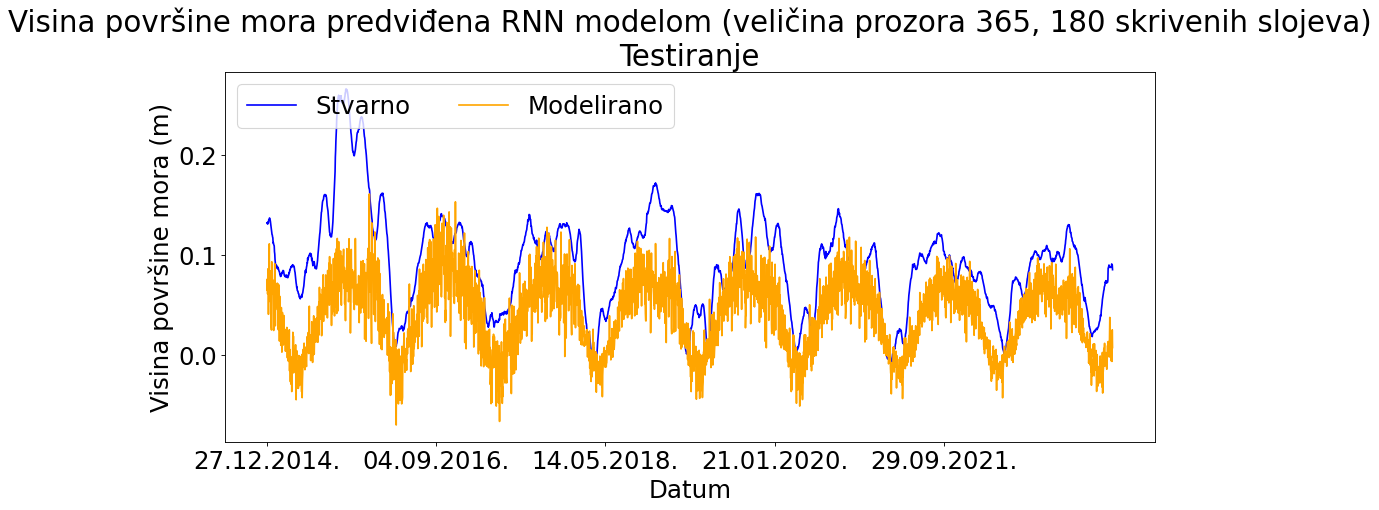 Visina površine mora predviđena RNN modelom (veličina prozora 365, 180 skrivenih slojeva)
Testiranje
Stvarno Modelirano
Visina površine mora (m)
0.2
0.1
0.0
27.12.2014. 04.09.2016. 14.05.2018. 21.01.2020. 29.09.2021.
Datum